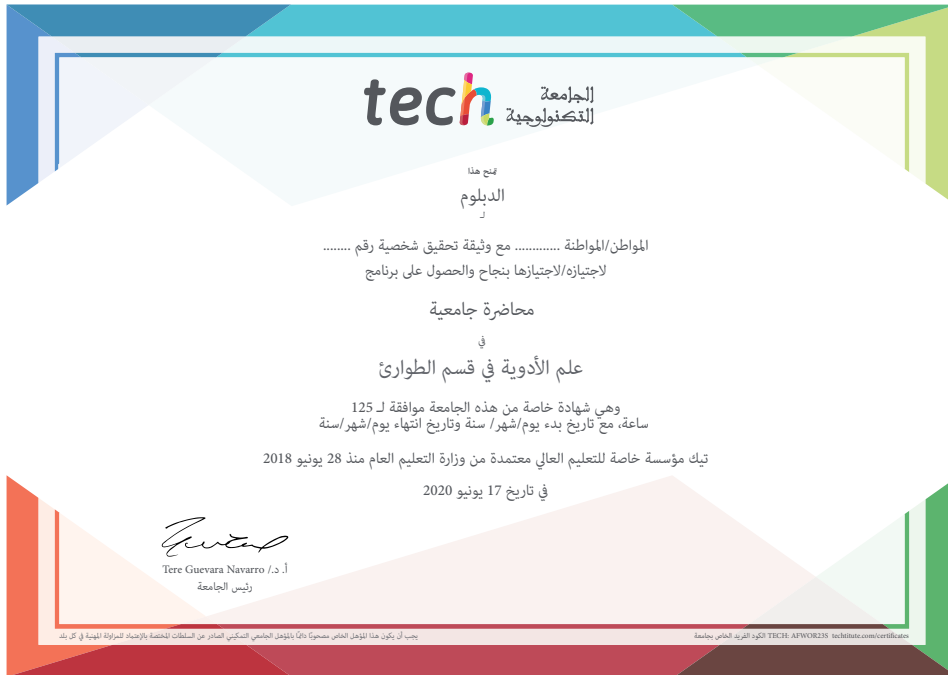 tech الجامعة
التكنولوجية
تمنح هذا
الدبلوم
لـ
المواطن/المواطنة ............ مع وثيقة تحقيق شخصية رقم ........
لاجتيازه/لاجتيازها بنجاح والحصول على برنامج
محاضرة جامعية
في
علم الأدوية في قسم الطوارئ
وهي شهادة خاصة من هذه الجامعة موافقة لـ 125
ساعة، مع تاريخ بدء يوم/شهر/ سنة وتاريخ انتهاء يوم/شهر/سنة
تيك مؤسسة خاصة للتعليم العالي معتمدة من وزارة التعليم العام منذ 28 يونيو 2018
في تاريخ 17 يونيو 2020
أ. د./ Tere Guevara Navarro
رئيس الجامعة
يجب أن يكون هذا المؤهل الخاص مصحوبًا دائمًا بالمؤهل الجامعي التمكيني الصادر عن السلطات المختصة بالإعتماد للمزاولة المهنية في كل بلد
الكود الفريد الخاص بجامعة TECH: AFWOR23S techtitute.com/certificates